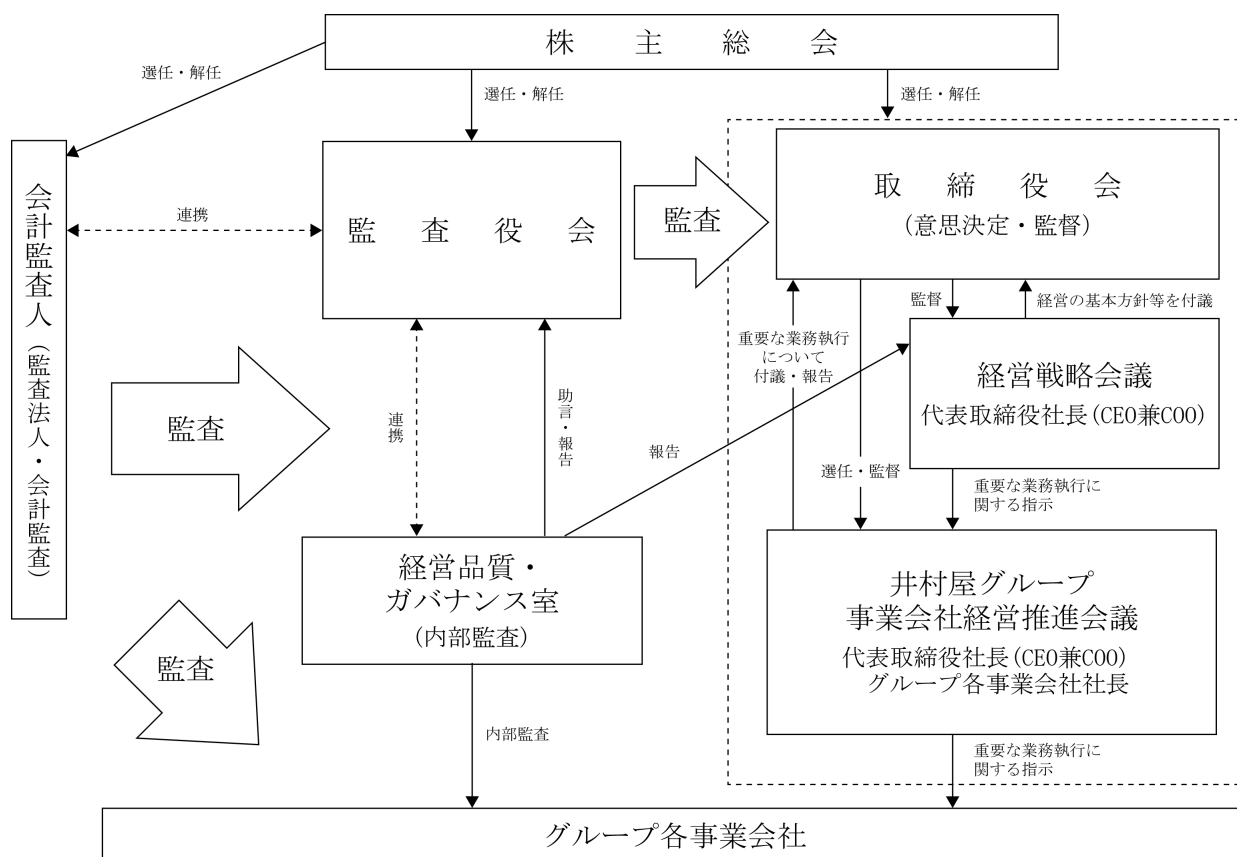 株主総会
選任・解任
選任・解任
選任・解任
会計監査人(監査法人・会計監査)
連携
監査役会
監査
取締役会
(意思決定・監督)
監督
経営の基本方針等を付議
重要な業務執行
について
付議・報告
経営戦略会議
代表取締役社長(CEO兼COO)
監査
連携
助言・報告
報告
選任・監督
重要な業務執行に
関する指示
経営品質・
ガバナンス室
(内部監査)
井村屋グループ
事業会社経営推進会議
代表取締役社長(CEO兼COO)
グループ各事業会社社長
監査
内部監査
重要な業務執行に
関する指示
グループ各事業会社